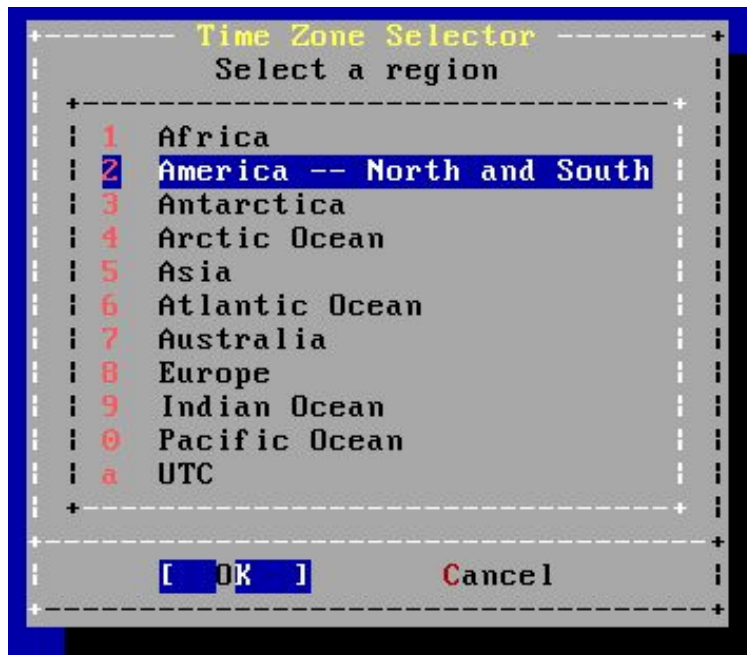 Time Zone Selector
Select a region
1 Africa
2 America -- North and South
3 Antarctica
4 Arctic Ocean
5 Asia
6 Atlantic Ocean
7 Australia
8 Europe
9 Indian Ocean
0 Pacific Ocean
a UTC
[ OK ] Cancel